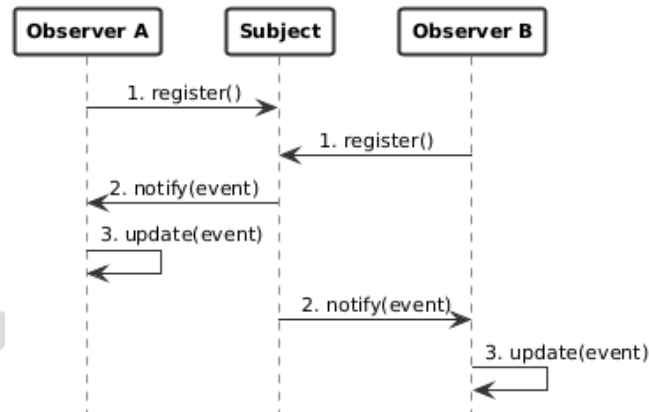 Observer A
Subject
Observer B
1. register()
1. register()
2. notify(event)
3. update(event)
2. notify(event)
3. update(event)